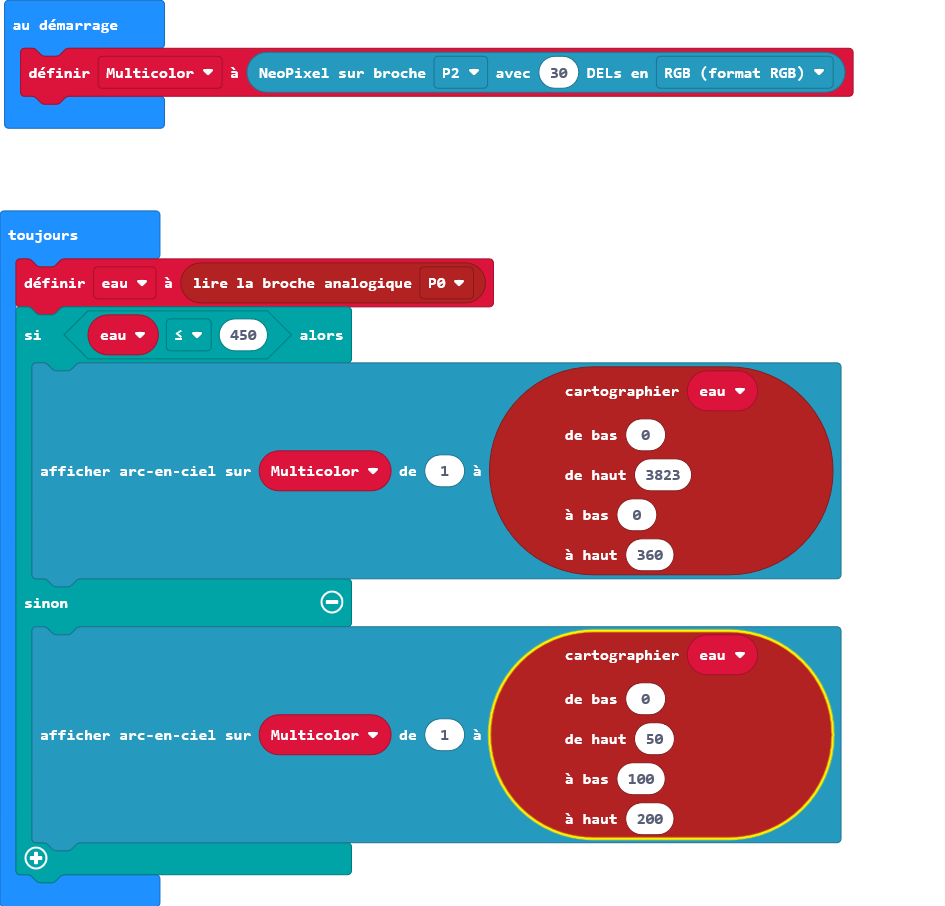 au démarrage
définir Multicolor à NeoPixel sur broche P2 avec 30 DELs en RGB (format RGB)
toujours
définir eau à lire la broche analogique P0
si eau ≤ 450 alors
cartographier eau
de bas 0
de haut 3823
afficher arc-en-ciel sur Multicolor de 1 à
à bas 0
à haut 360
sinon
cartographier eau
de bas 0
de haut 50
afficher arc-en-ciel sur Multicolor de 1 à
à bas 100
à haut 200